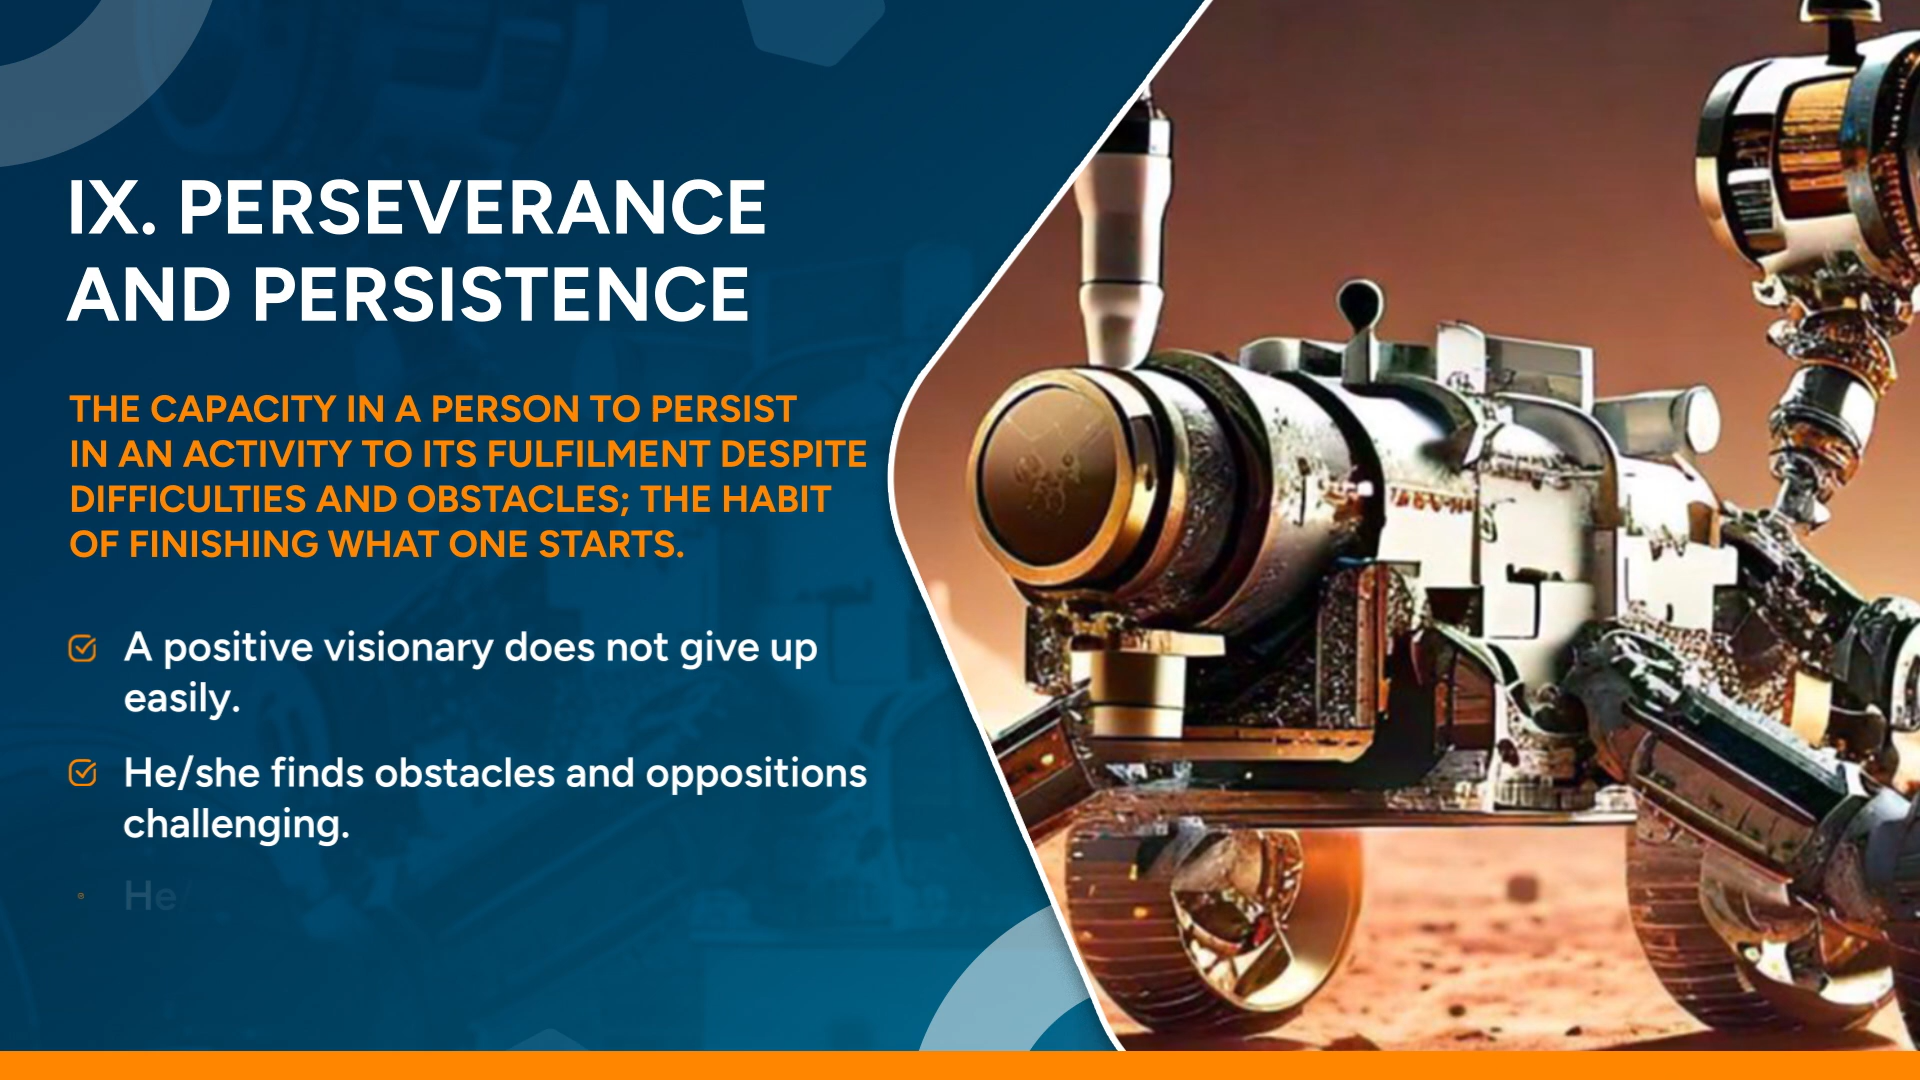 IX. PERSEVERANCE
AND PERSISTENCE
THE CAPACITY IN A PERSON TO PERSIST
IN AN ACTIVITY TO ITS FULFILMENT DESPITE
DIFFICULTIES AND OBSTACLES; THE HABIT
OF FINISHING WHAT ONE STARTS.
A positive visionary does not give up
easily.
He/she finds obstacles and oppositions
challenging.
He/